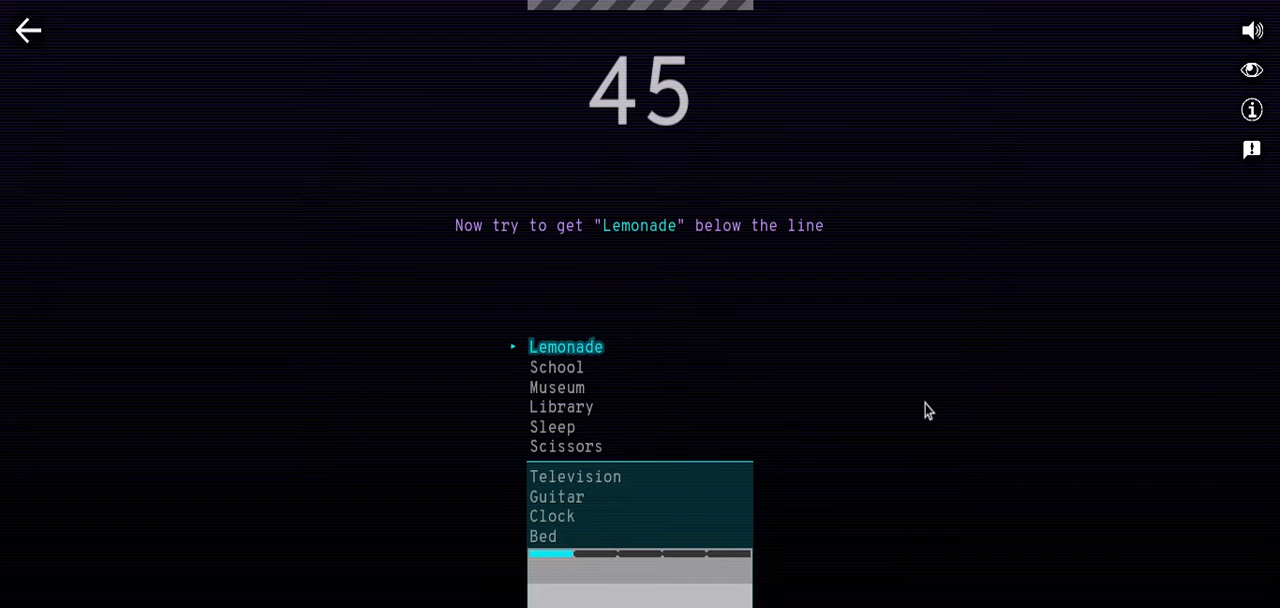 45
Now try to get "Lemonade" below the line
Lemonade
School
Museum
Library
Sleep
Scissors
Television
Guitar
Clock
Bed